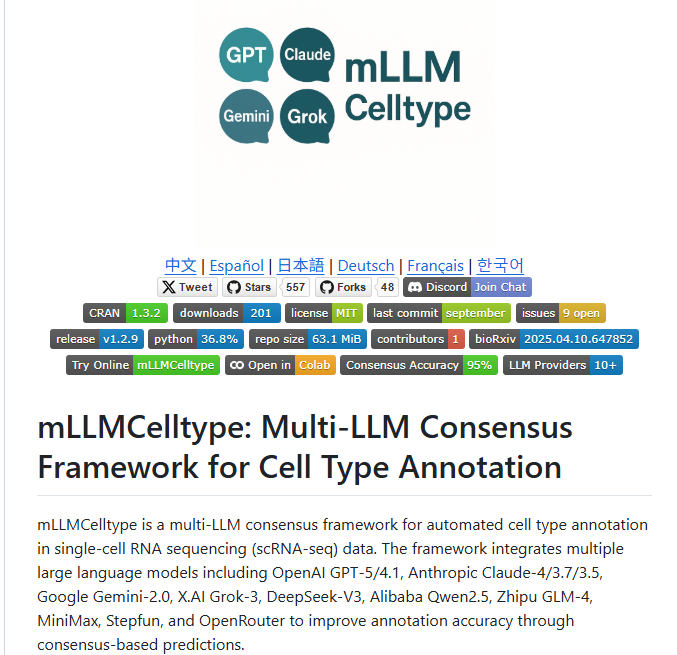 GPT Claude mLLM
Gemini Grok Celltype
中文 | Español | 日本語 | Deutsch | Français | 한국어
Tweet Stars 557 Forks 48 Discord Join Chat
CRAN 1.3.2 downloads 201 license MIT last commit september issues 9 open
release v1.2.9 python 36.8% repo size 63.1 MiB contributors 1 bioRxiv 2025.04.10.647852
Try Online mLLMCelltype Open in Colab Consensus Accuracy 95% LLM Providers 10+
mLLMCelltype: Multi-LLM Consensus
Framework for Cell Type Annotation
mLLMCelltype is a multi-LLM consensus framework for automated cell type annotation
in single-cell RNA sequencing (scRNA-seq) data. The framework integrates multiple
large language models including OpenAI GPT-5/4.1, Anthropic Claude-4/3.7/3.5,
Google Gemini-2.0, X.AI Grok-3, DeepSeek-V3, Alibaba Qwen2.5, Zhipu GLM-4,
MiniMax, Stepfun, and OpenRouter to improve annotation accuracy through
consensus-based predictions.